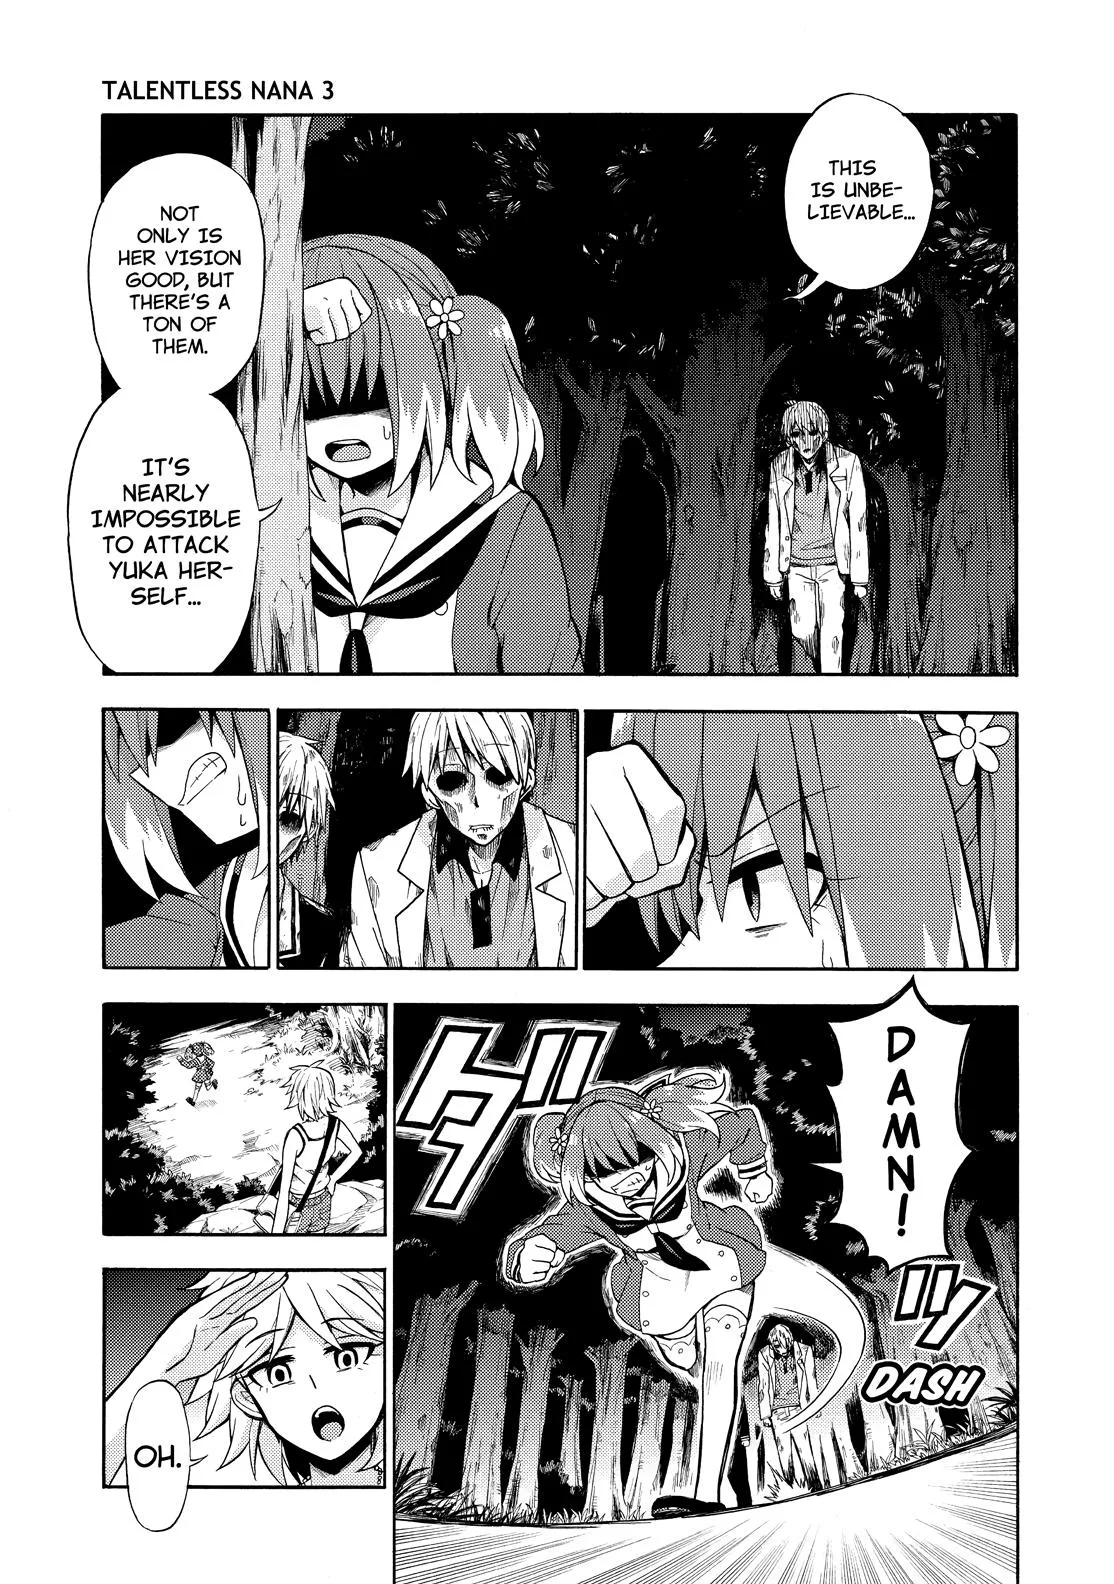 TALENTLESS NANA 3
THIS
IS UNBE-
LIEVABLE...
NOT
ONLY IS
HER VISION
GOOD, BUT
THERE'S A
TON OF
THEM.
IT'S
NEARLY
IMPOSSIBLE
TO ATTACK
YUKA HER-
SELF...
DAMN!
ダッ
DASH
OH.